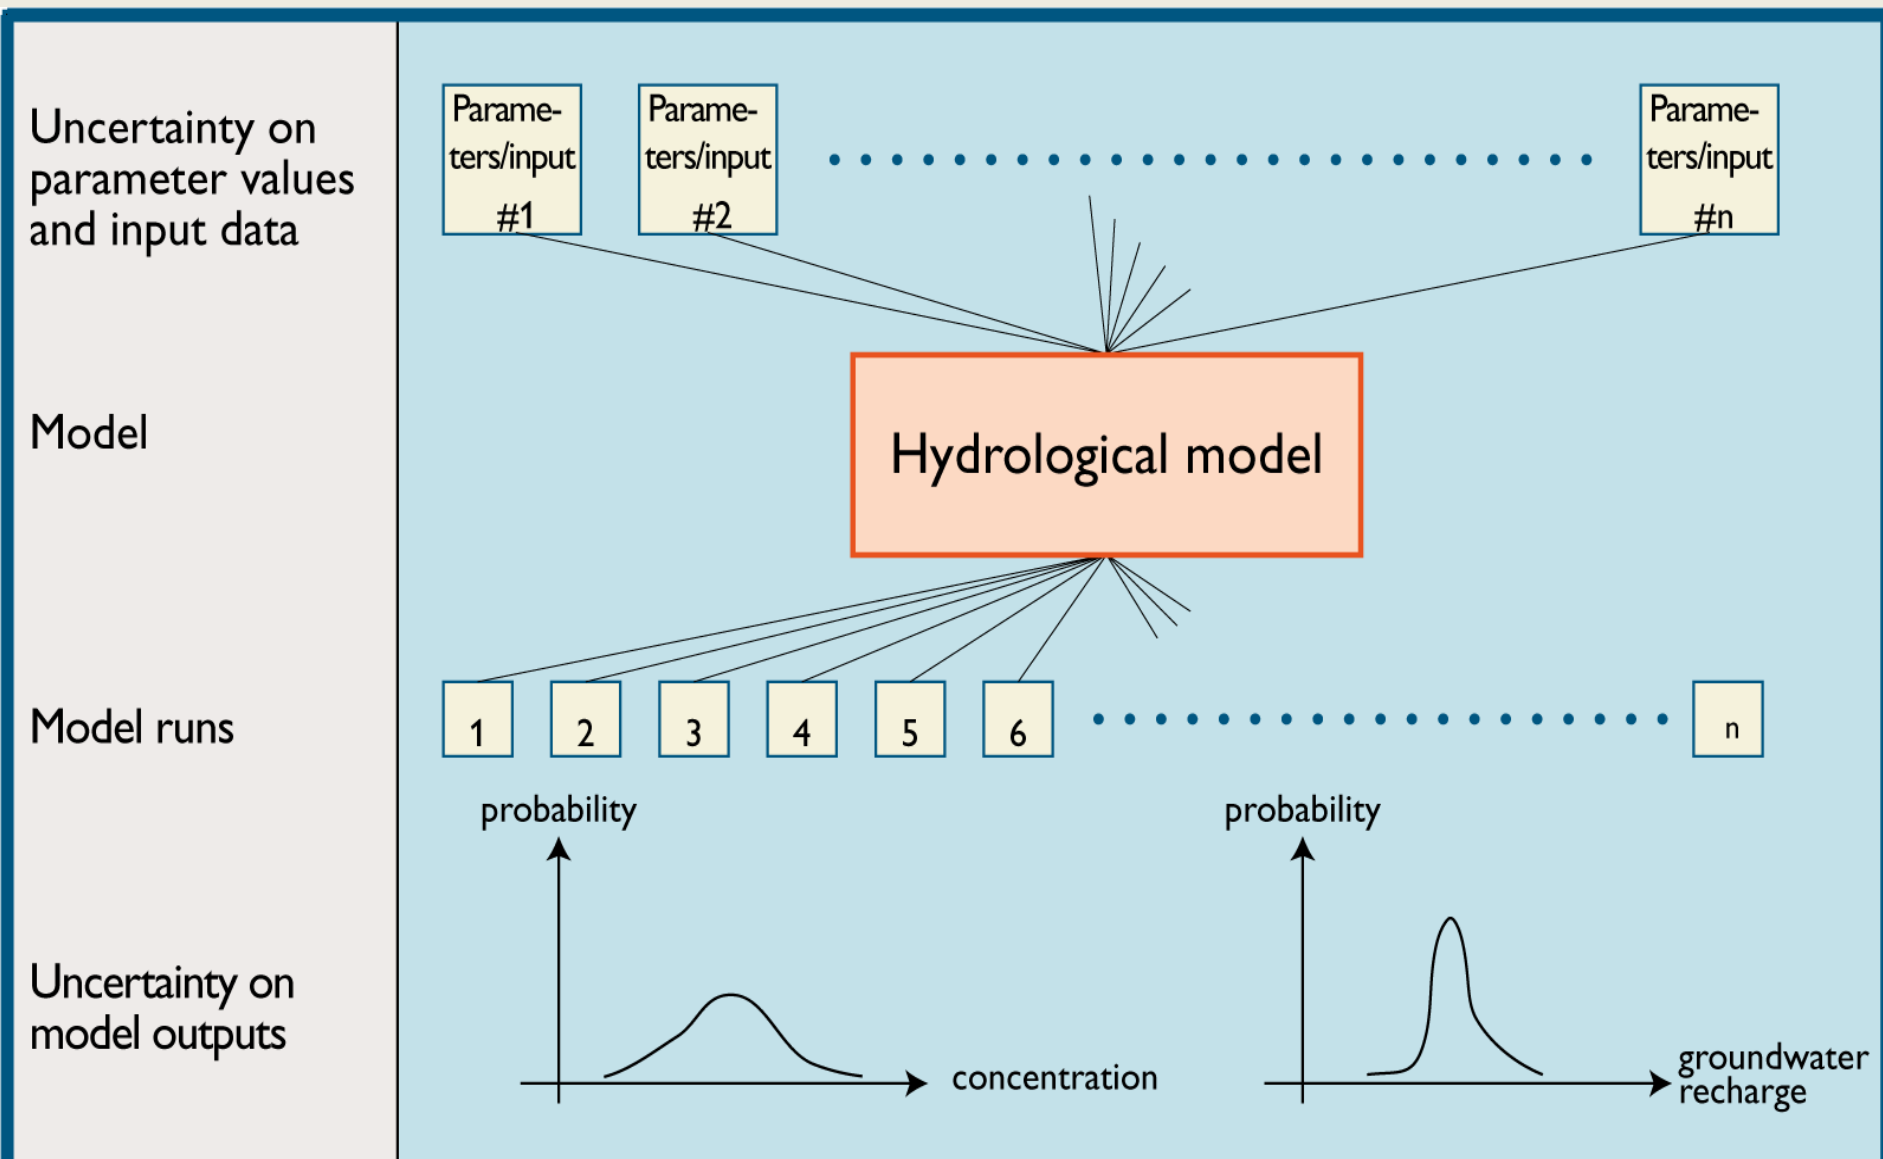 Uncertainty on
parameter values
and input data
Parame-
ters/input
#1
Parame-
ters/input
#2
Parame-
ters/input
#n
Model
Hydrological model
Model runs
1
2
3
4
5
6
n
Uncertainty on
model outputs
probability
concentration
probability
groundwater
recharge